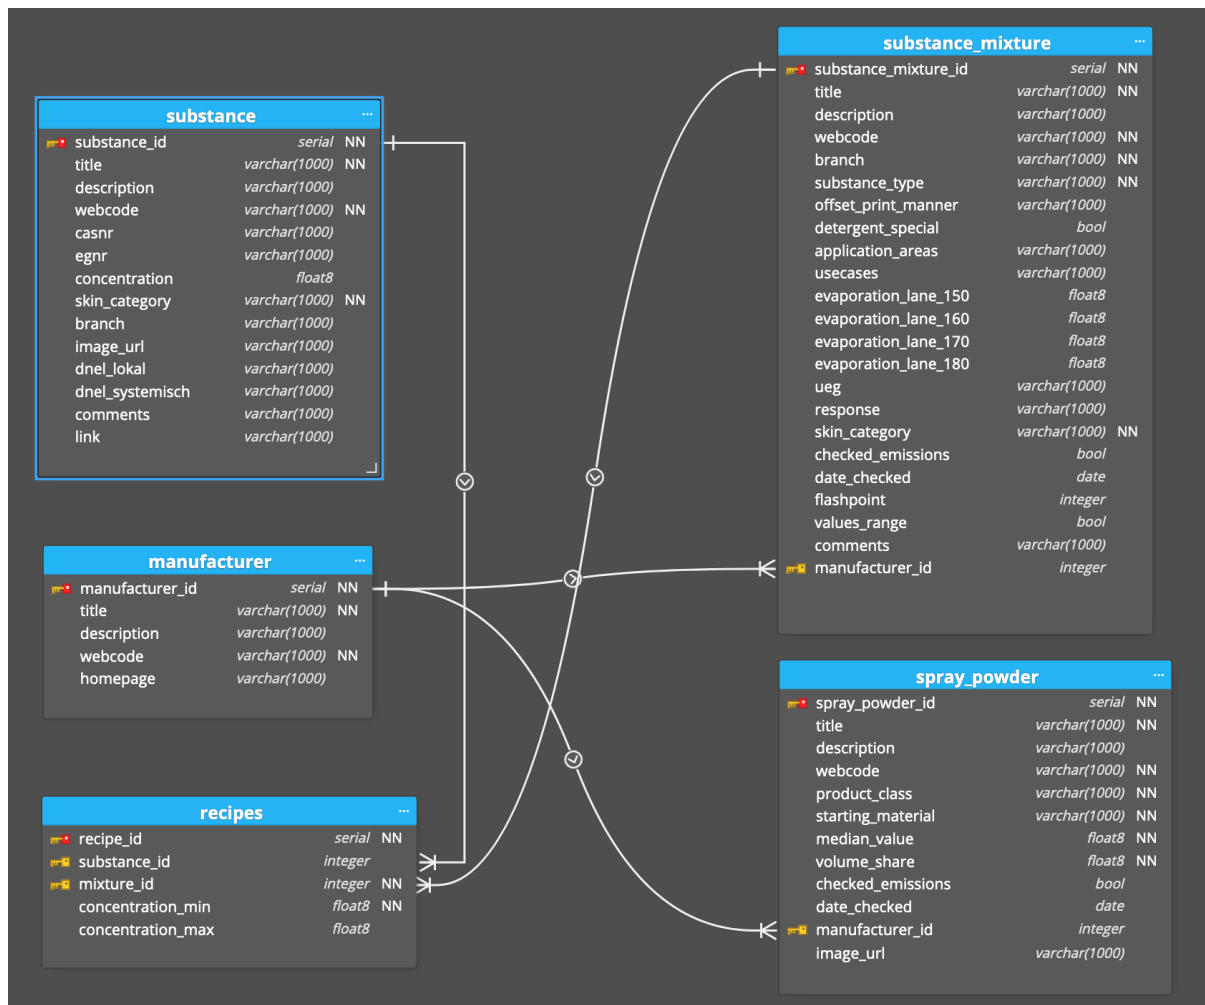 substance
substance_id serial NN
title varchar(1000) NN
description varchar(1000)
webcode varchar(1000) NN
casnr varchar(1000)
egnr varchar(1000)
concentration float8
skin_category varchar(1000) NN
branch varchar(1000)
image_url varchar(1000)
dnel_lokal varchar(1000)
dnel_systemisch varchar(1000)
comments varchar(1000)
link varchar(1000)
manufacturer
manufacturer_id serial NN
title varchar(1000) NN
description varchar(1000)
webcode varchar(1000) NN
homepage varchar(1000)
recipes
recipe_id serial NN
substance_id integer
mixture_id integer NN
concentration_min float8 NN
concentration_max float8
substance_mixture
substance_mixture_id serial NN
title varchar(1000) NN
description varchar(1000)
webcode varchar(1000) NN
branch varchar(1000) NN
substance_type varchar(1000) NN
offset_print_manner varchar(1000)
detergent_special bool
application_areas varchar(1000)
usecases varchar(1000)
evaporation_lane_150 float8
evaporation_lane_160 float8
evaporation_lane_170 float8
evaporation_lane_180 float8
ueg varchar(1000)
response varchar(1000)
skin_category varchar(1000) NN
checked_emissions bool
date_checked date
flashpoint integer
values_range bool
comments varchar(1000)
manufacturer_id integer
spray_powder
spray_powder_id serial NN
title varchar(1000) NN
description varchar(1000)
webcode varchar(1000) NN
product_class varchar(1000) NN
starting_material varchar(1000) NN
median_value float8 NN
volume_share float8 NN
checked_emissions bool
date_checked date
manufacturer_id integer
image_url varchar(1000)